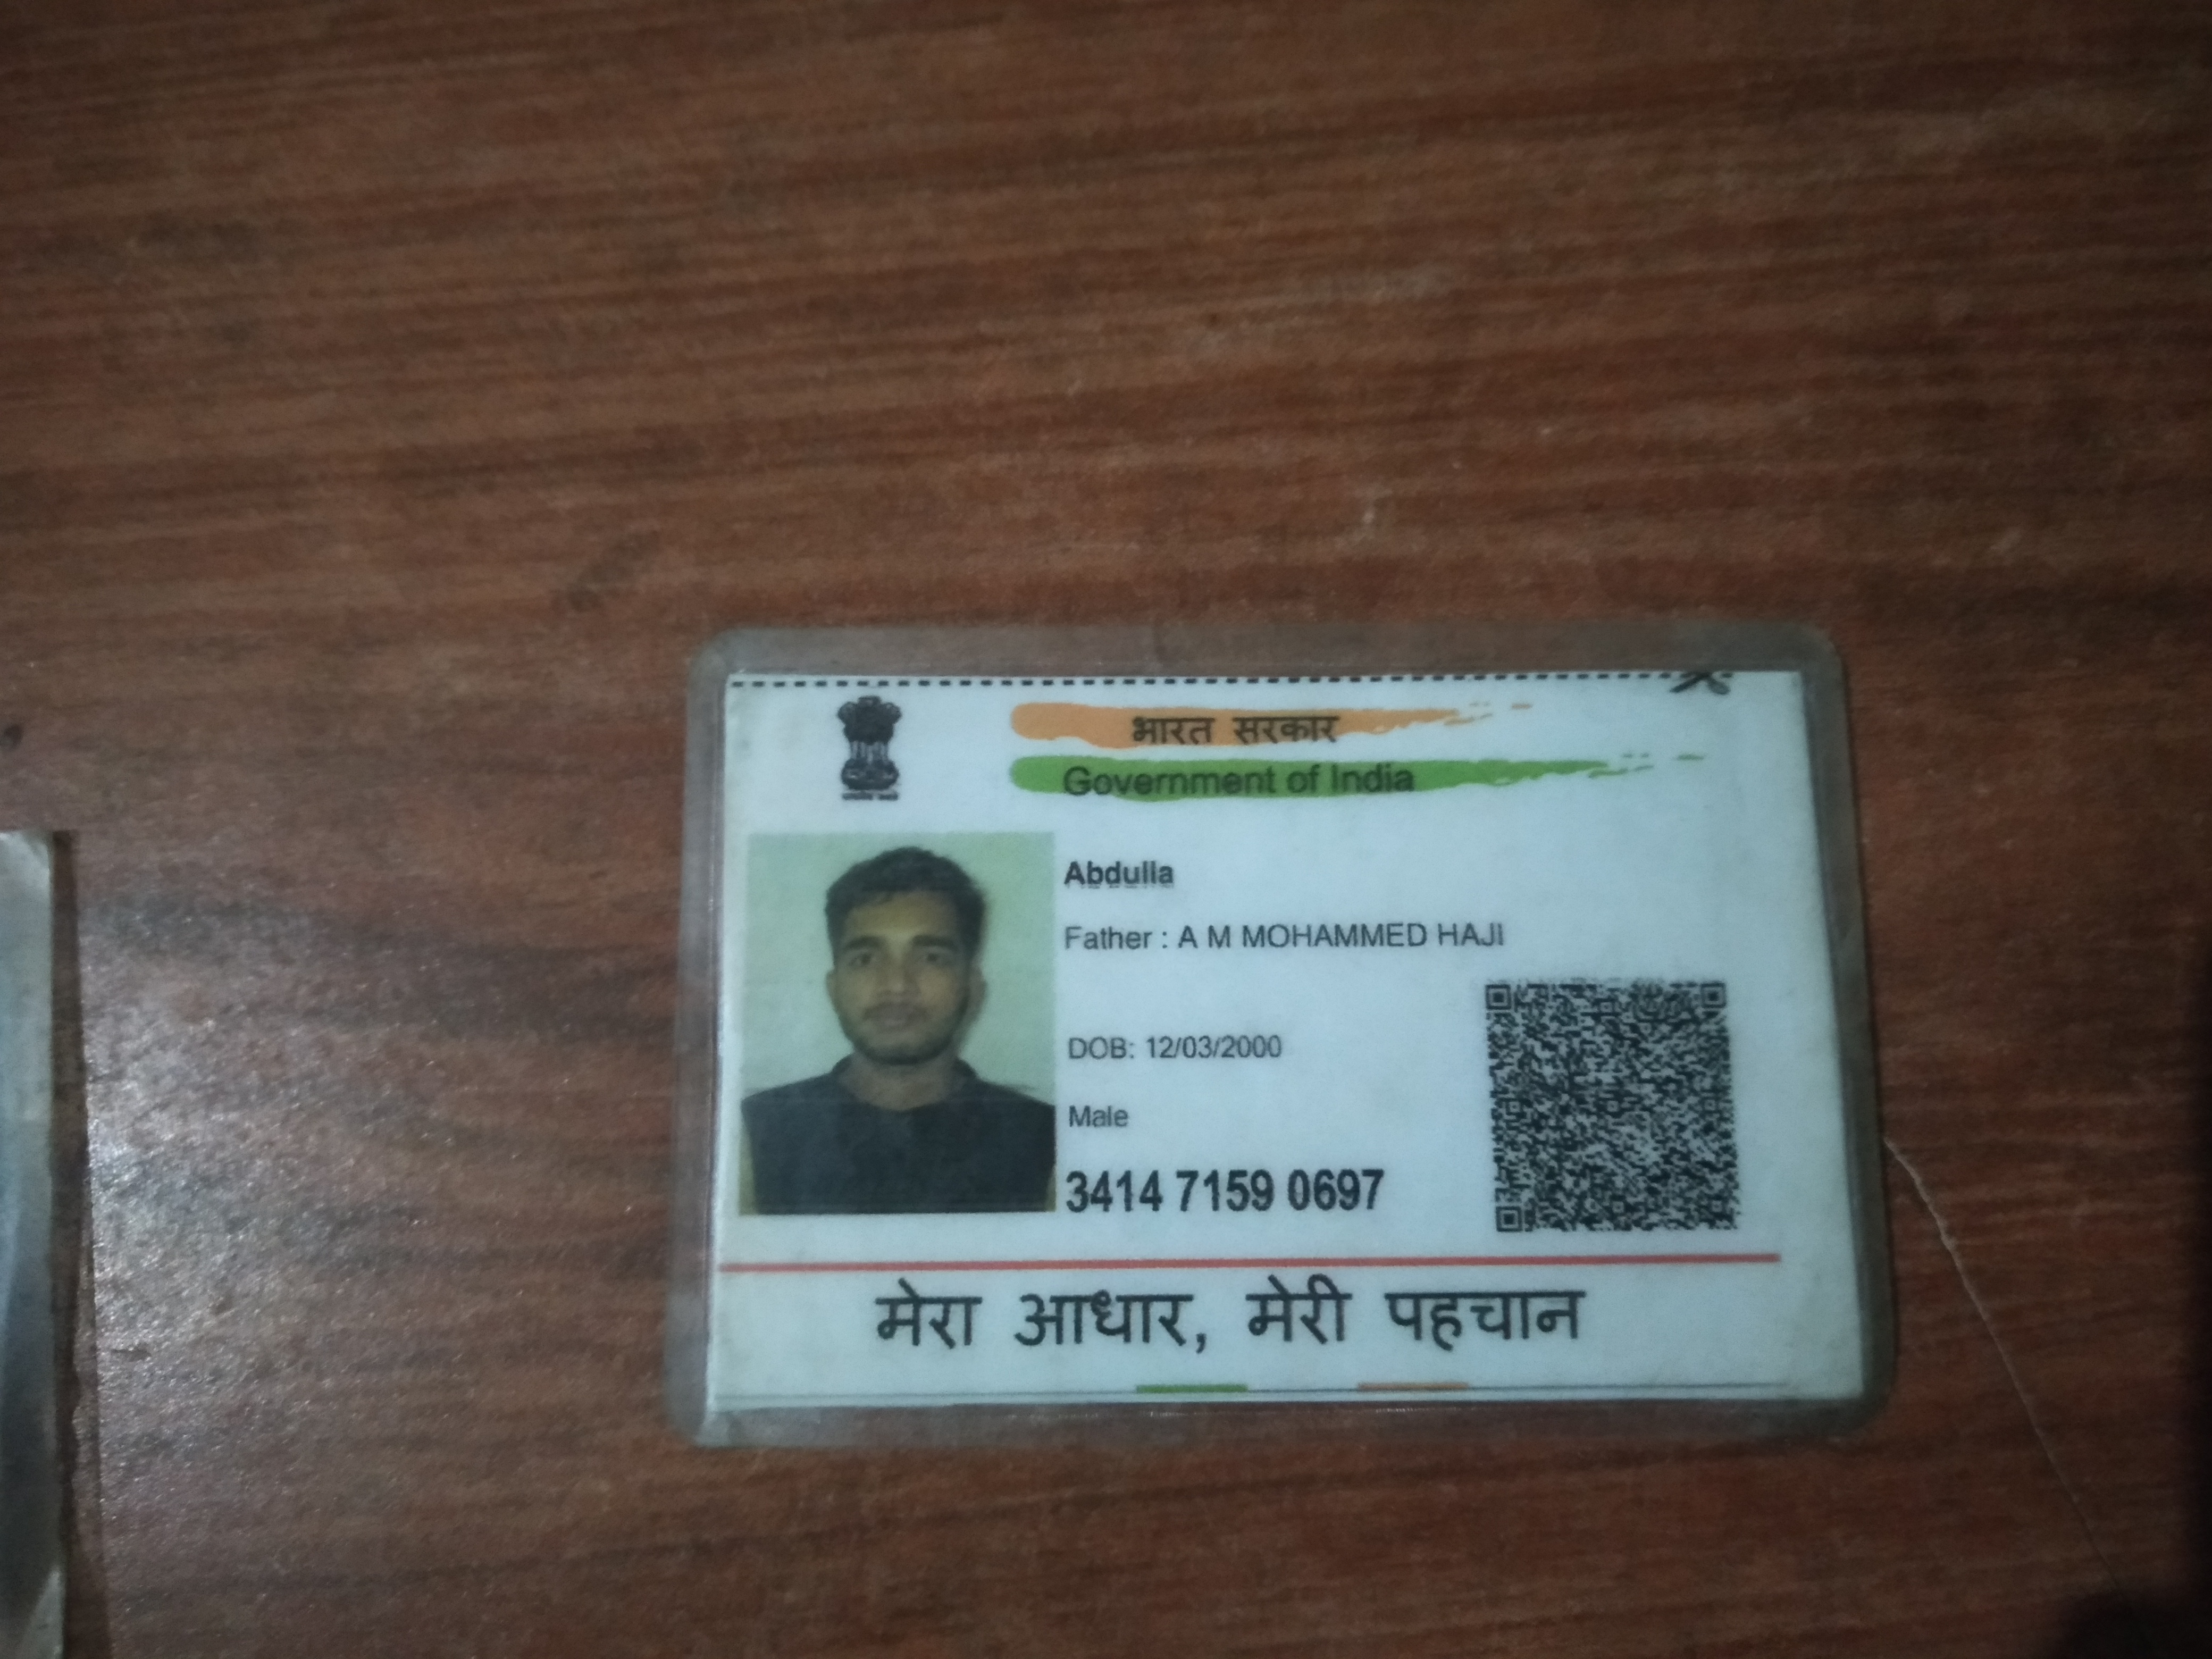 भारत सरकार
Government of India
Abdulla
Father : A M MOHAMMED HAJI
DOB: 12/03/2000
Male
3414 7159 0697
मेरा आधार, मेरी पहचान